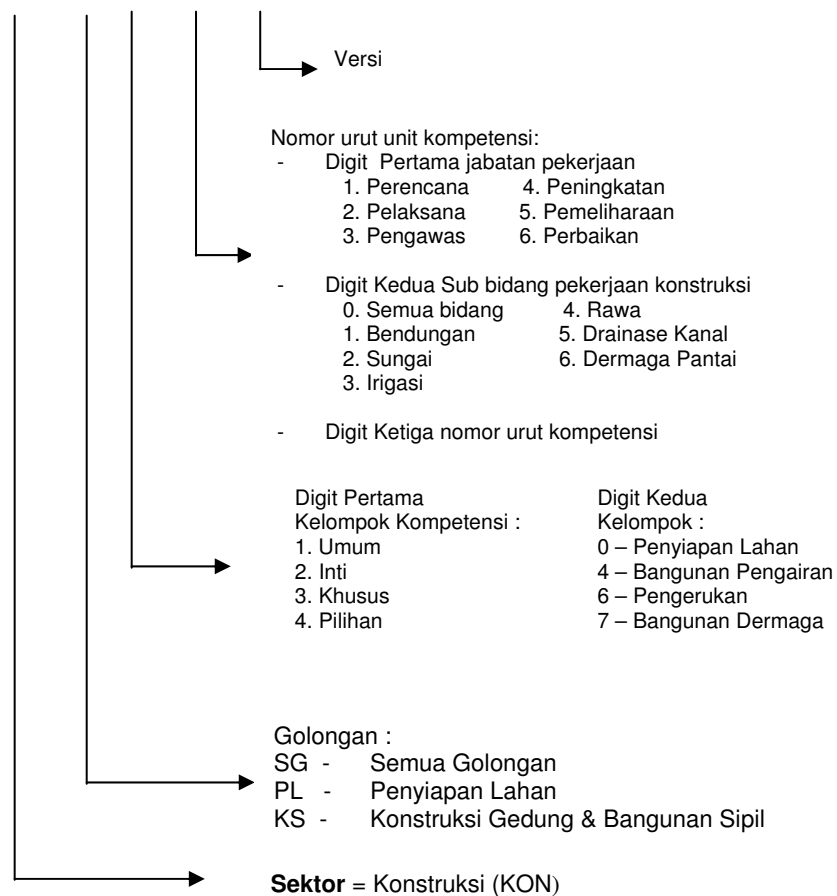 Versi
Nomor urut unit kompetensi:
- Digit Pertama jabatan pekerjaan
1. Perencana 4. Peningkatan
2. Pelaksana 5. Pemeliharaan
3. Pengawas 6. Perbaikan
- Digit Kedua Sub bidang pekerjaan konstruksi
0. Semua bidang 4. Rawa
1. Bendungan 5. Drainase Kanal
2. Sungai 6. Dermaga Pantai
3. Irigasi
- Digit Ketiga nomor urut kompetensi
Digit Pertama
Kelompok Kompetensi :
1. Umum
2. Inti
3. Khusus
4. Pilihan
Digit Kedua
Kelompok :
0 – Penyiapan Lahan
4 – Bangunan Pengairan
6 – Pengerukan
7 – Bangunan Dermaga
Golongan :
SG - Semua Golongan
PL - Penyiapan Lahan
KS - Konstruksi Gedung & Bangunan Sipil
Sektor = Konstruksi (KON)